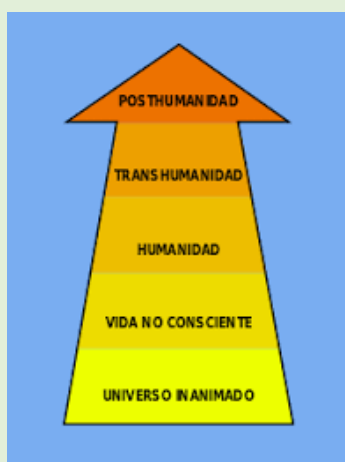 POSTHUMANIDAD
TRANSHUMANIDAD
HUMANIDAD
VIDA NO CONSCIENTE
UNIVERSO INANIMADO